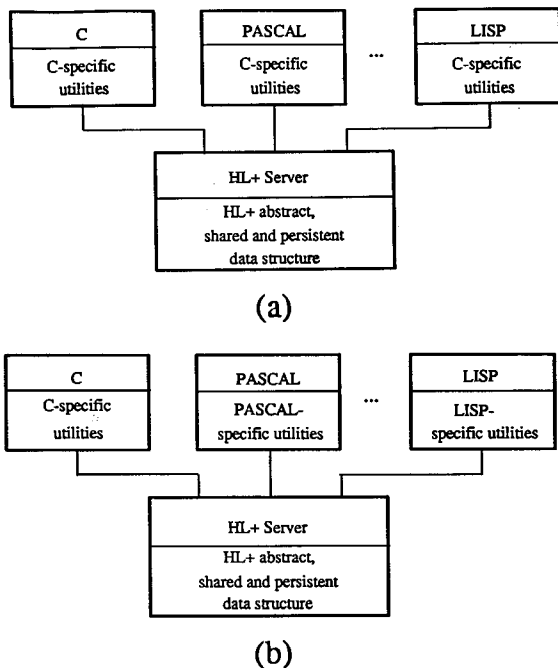 C
PASCAL
...
LISP
C-specific
utilities
C-specific
utilities
C-specific
utilities
HL+ Server
HL+ abstract,
shared and persistent
data structure
(a)
C
PASCAL
...
LISP
C-specific
utilities
PASCAL-
specific utilities
LISP-
specific utilities
HL+ Server
HL+ abstract,
shared and persistent
data structure
(b)